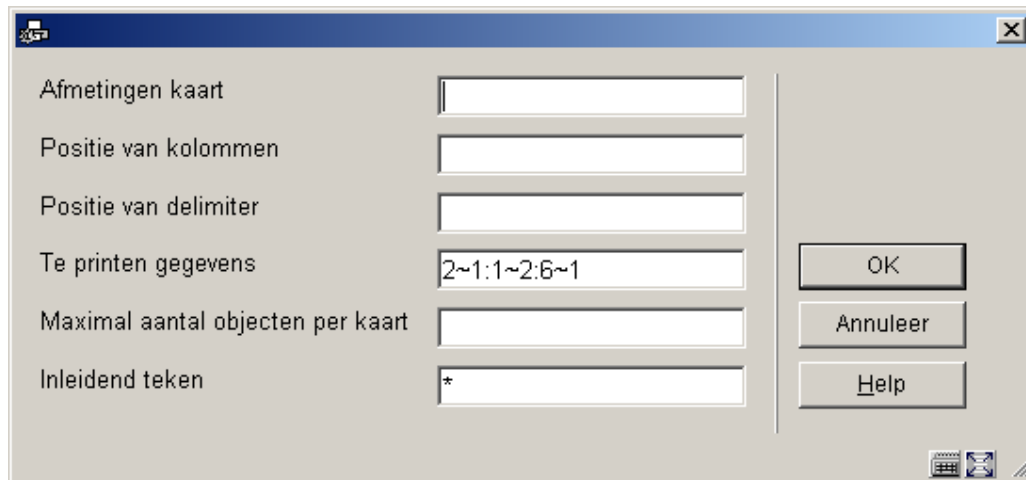 Afmetingen kaart
Positie van kolommen
Positie van delimiter
Te printen gegevens 2~1:1~2:6~1
OK
Maximal aantal objecten per kaart
Annuleer
Inleidend teken *
Help